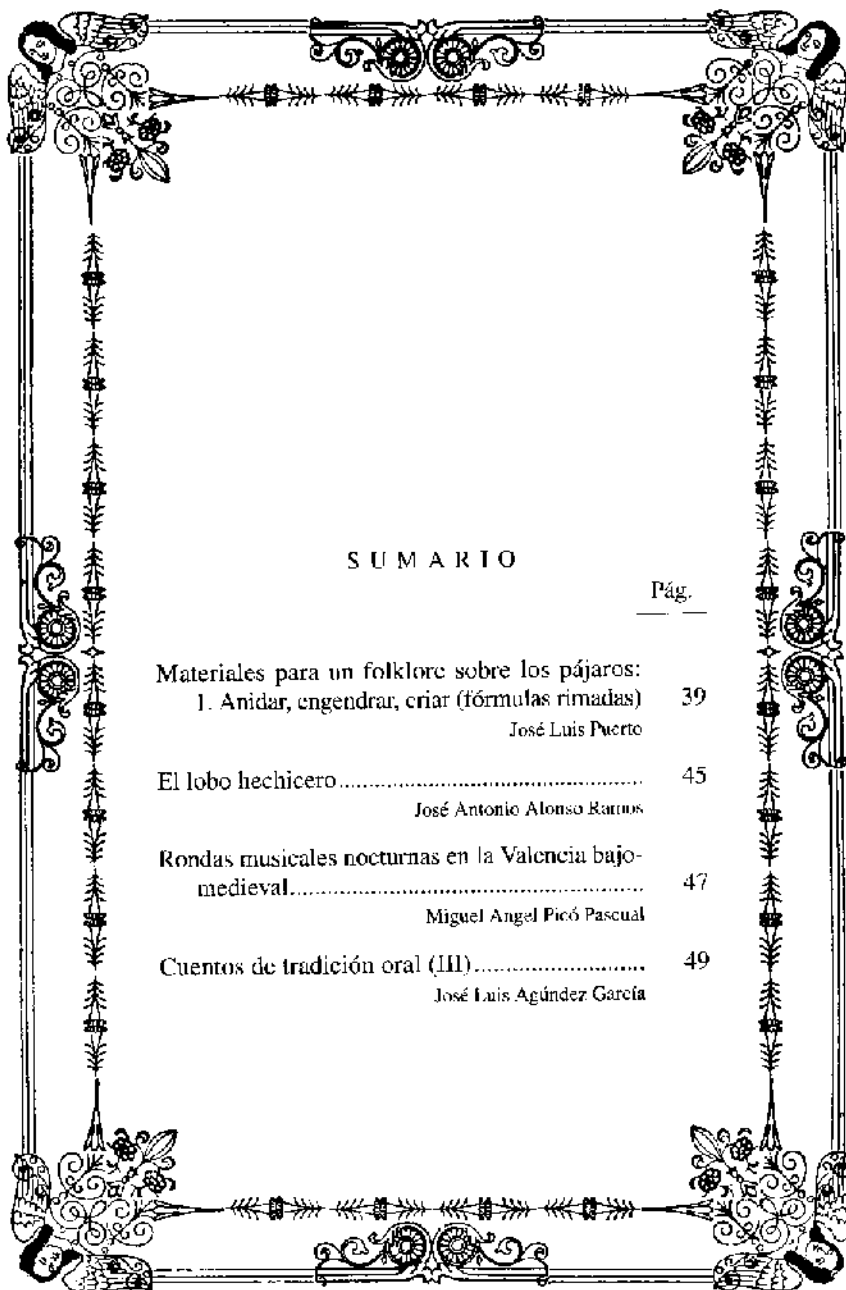 SUMARIO
Pág.
Materiales para un folklore sobre los pájaros:
1. Anidar, engendrar, criar (fórmulas rimadas) 39
José Luis Puerto
El lobo hechicero............................................... 45
José Antonio Alonso Ramos
Rondas musicales nocturnas en la Valencia bajo-
medieval....................................................... 47
Miguel Angel Picó Pascual
Cuentos de tradición oral (III).......................... 49
José Luis Agúndez García